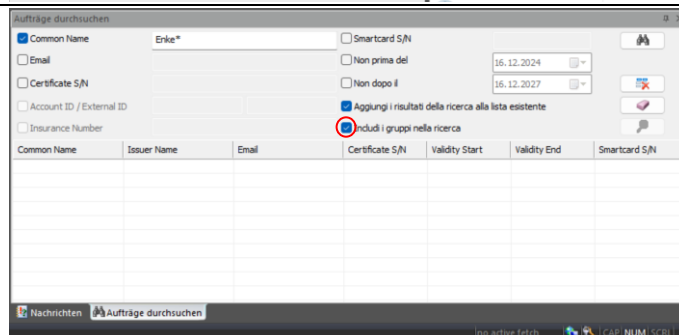 Aufträge durchsuchen
Common Name Enke* Smartcard S/N
Email Non prima del 16.12.2024
Certificate S/N Non dopo il 16.12.2027
Account ID / External ID Aggiungi i risultati della ricerca alla lista esistente
Insurance Number Includi i gruppi nella ricerca
Common Name Issuer Name Email Certificate S/N Validity Start Validity End Smartcard S/N
Nachrichten Aufträge durchsuchen
no active fetch CAP NUM SCRL